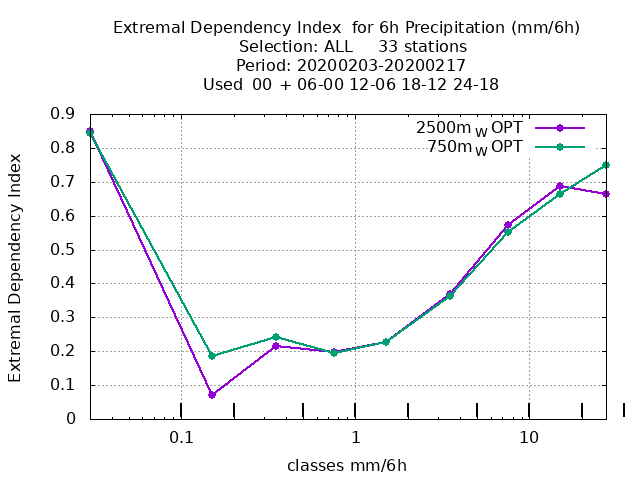 Extremal Dependency Index  for 6h Precipitation (mm/6h)
Selection: ALL     33 stations
Period: 20200203-20200217
Used  00  + 06-00 12-06 18-12 24-18
2500m_W OPT
750m_W OPT
0.9
0.8
0.7
0.6
0.5
0.4
0.3
0.2
0.1
0
Extremal Dependency Index
0.1
1
10
classes mm/6h